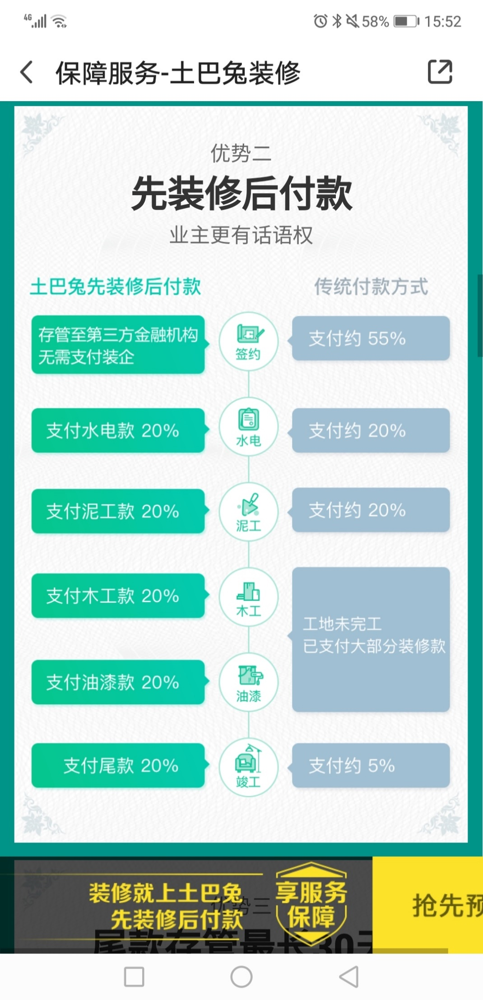 4G
58%
15:52
保障服务-土巴兔装修
优势二
先装修后付款
业主更有话语权
土巴兔先装修后付款
传统付款方式
存管至第三方金融机构
无需支付装企
签约
支付约 55%
支付水电款 20%
水电
支付约 20%
支付泥工款 20%
泥工
支付约 20%
支付木工款 20%
木工
工地未完工
已支付大部分装修款
支付油漆款 20%
油漆
支付尾款 20%
竣工
支付约 5%
装修就上土巴兔
先装修后付款
享服务
保障
抢先预
优势三
尾款存管最长30天